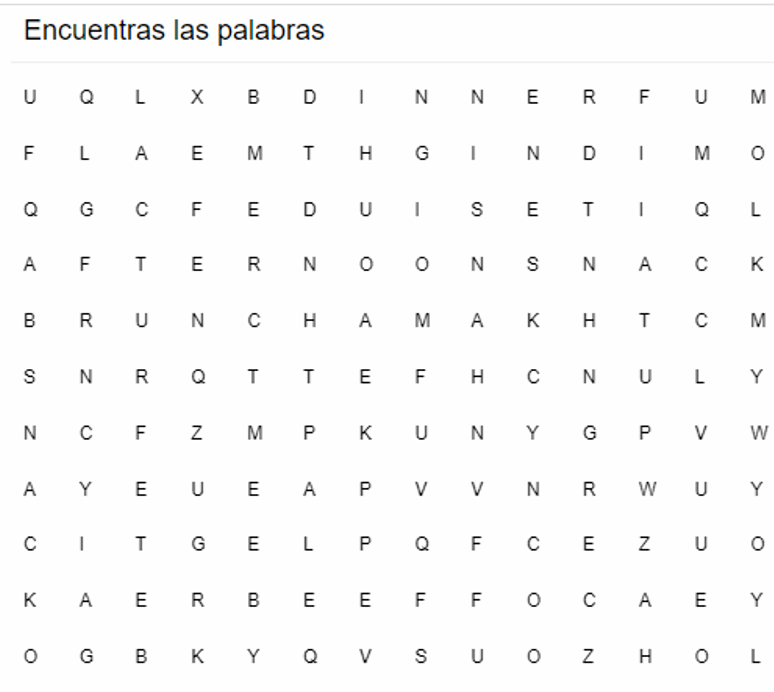 Encuentras las palabras
U Q L X B D I N N E R F U M
F L A E M T H G I N D I M O
Q G C F E D U I S E T I Q L
A F T E R N O O N S N A C K
B R U N C H A M A K H T C M
S N R Q T T E F H C N U L Y
N C F Z M P K U N Y G P V W
A Y E U E A P V V N R W U Y
C I T G E L P Q F C E Z U O
K A E R B E E F F O C A E Y
O G B K Y Q V S U O Z H O L